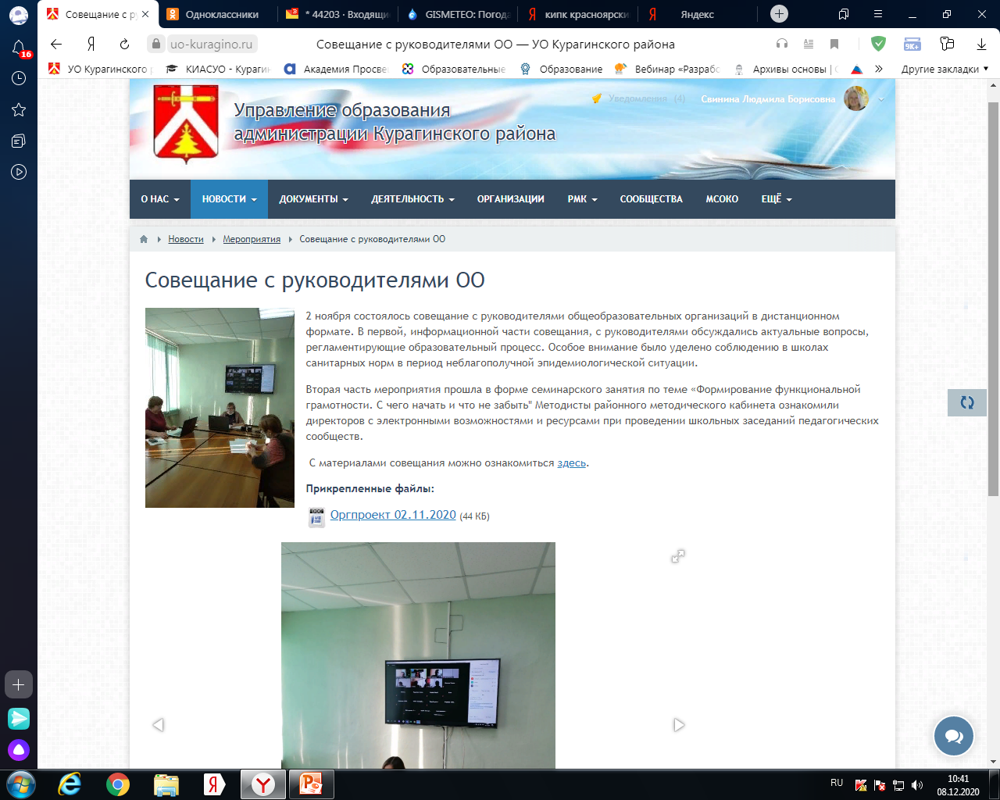 Совещание с ру
Одноклассники
* 44203 · Входящи
GISMETEO: Погода
кипк красноярски
Яндекс
16
uo-kuragino.ru
Совещание с руководителями ОО — УО Курагинского района
9K+
УО Курагинского р
КИАСУО - Курагин
Академия Просве
Образовательные
Образование
Вебинар «Разрабо
Архивы основы | С
»
Другие закладки
Управление образования
администрации Курагинского района
Уведомления (4)
Свинина Людмила Борисовна
О НАС
НОВОСТИ
ДОКУМЕНТЫ
ДЕЯТЕЛЬНОСТЬ
ОРГАНИЗАЦИИ
РМК
СООБЩЕСТВА
МСОКО
ЕЩЁ
Новости
Мероприятия
Совещание с руководителями ОО
Совещание с руководителями ОО
2 ноября состоялось совещание с руководителями общеобразовательных организаций в дистанционном
формате. В первой, информационной части совещания, с руководителями обсуждались актуальные вопросы,
регламентирующие образовательный процесс. Особое внимание было уделено соблюдению в школах
санитарных норм в период неблагополучной эпидемиологической ситуации.
Вторая часть мероприятия прошла в форме семинарского занятия по теме «Формирование функциональной
грамотности. С чего начать и что не забыть" Методисты районного методического кабинета ознакомили
директоров с электронными возможностями и ресурсами при проведении школьных заседаний педагогических
сообществ.
С материалами совещания можно ознакомиться здесь.
Прикрепленные файлы:
DOC
Оргпроект 02.11.2020 (44 КБ)
RU
10:41
08.12.2020